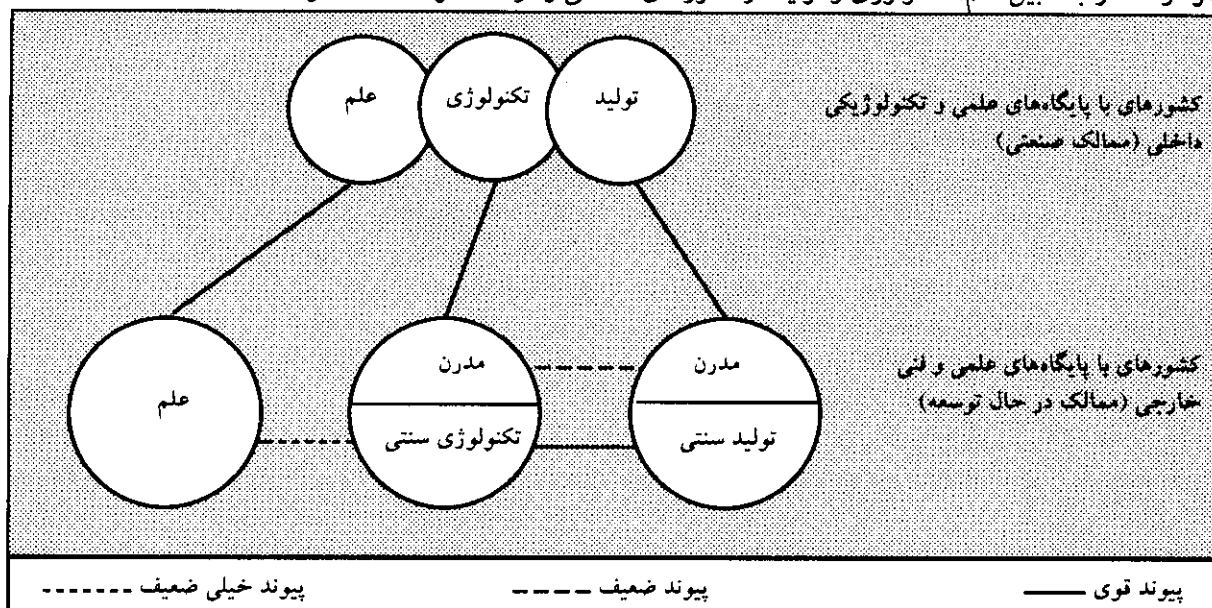 علم
تکنولوژی
تولید
کشورهای با پایگاه‌های علمی و تکنولوژیکی
داخلی (ممالک صنعتی)
علم
مدرن
تکنولوژی سنتی
مدرن
تولید سنتی
کشورهای با پایگاه‌های علمی و فنی
خارجی (ممالک در حال توسعه)
پیوند قوی
پیوند ضعیف
پیوند خیلی ضعیف